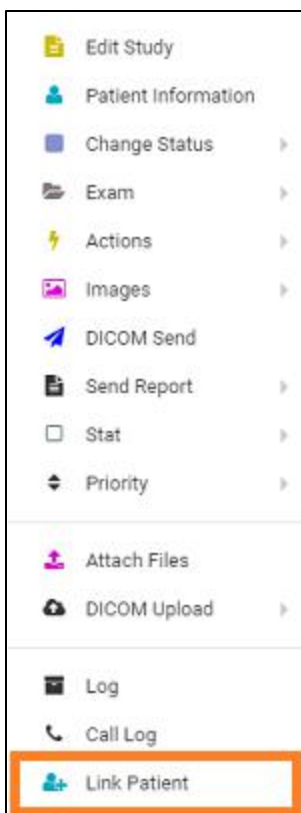 Edit Study
Patient Information
Change Status
Exam
Actions
Images
DICOM Send
Send Report
Stat
Priority
Attach Files
DICOM Upload
Log
Call Log
Link Patient